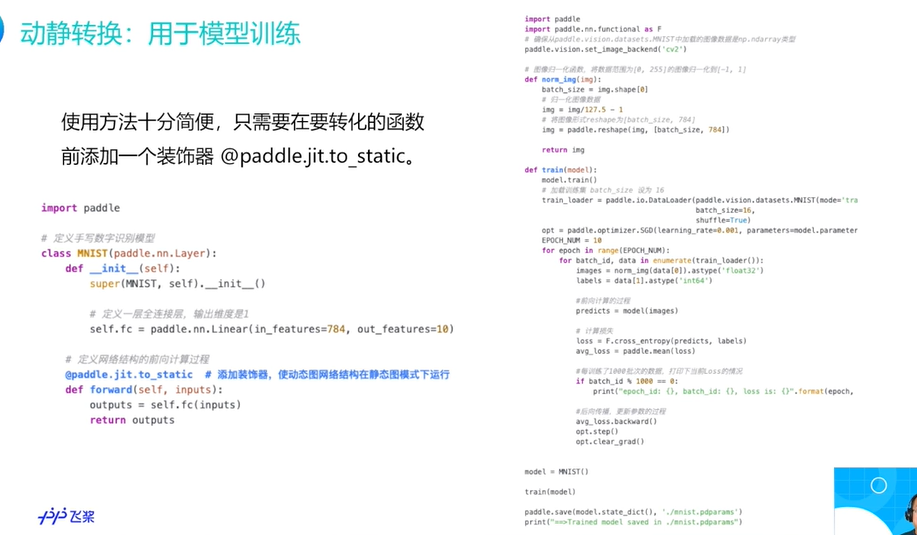 动静转换：用于模型训练
使用方法十分简便，只需要在要转化的函数
前添加一个装饰器 @paddle.jit.to_static。
import paddle
# 定义手写数字识别模型
class MNIST(paddle.nn.Layer):
def __init__(self):
super(MNIST, self).__init__()
# 定义一层全连接层，输出维度是1
self.fc = paddle.nn.Linear(in_features=784, out_features=10)
# 定义网络结构的前向计算过程
@paddle.jit.to_static # 添加装饰器，使动态图网络结构在静态图模式下运行
def forward(self, inputs):
outputs = self.fc(inputs)
return outputs
飞桨
import paddle
import paddle.nn.functional as F
# 确保从paddle.vision.datasets.MNIST中加载的图像数据是np.ndarray类型
paddle.vision.set_image_backend('cv2')
# 图像归一化函数，将数据范围为[0, 255]的图像归一化到[-1, 1]
def norm_img(img):
batch_size = img.shape[0]
# 归一化图像数据
img = img/127.5 - 1
# 将图像形式reshape为[batch_size, 784]
img = paddle.reshape(img, [batch_size, 784])
return img
def train(model):
model.train()
# 加载训练集 batch_size 设为 16
train_loader = paddle.io.DataLoader(paddle.vision.datasets.MNIST(mode='tra
batch_size=16,
shuffle=True)
opt = paddle.optimizer.SGD(learning_rate=0.001, parameters=model.parameter
EPOCH_NUM = 10
for epoch in range(EPOCH_NUM):
for batch_id, data in enumerate(train_loader()):
images = norm_img(data[0]).astype('float32')
labels = data[1].astype('int64')
#前向计算的过程
predicts = model(images)
# 计算损失
loss = F.cross_entropy(predicts, labels)
avg_loss = paddle.mean(loss)
#每训练了1000批次的数据，打印下当前Loss的情况
if batch_id % 1000 == 0:
print("epoch_id: {}, batch_id: {}, loss is: {}".format(epoch,
#后向传播，更新参数的过程
avg_loss.backward()
opt.step()
opt.clear_grad()
model = MNIST()
train(model)
paddle.save(model.state_dict(), './mnist.pdparams')
print("==>Trained model saved in ./mnist.pdparams")